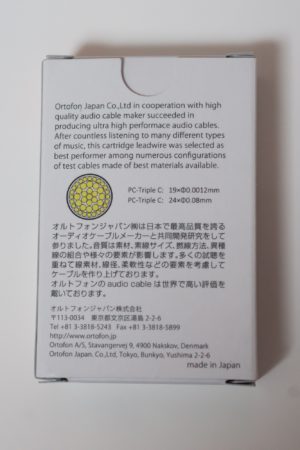 Ortofon Japan Co.,Ltd in cooperation with high
quality audio cable maker succeeded in
producing ultra high performace audio cables.
After countless listening to many different types
of music, this cartridge leadwire was selected as
best performer among numerous configurations
of test cables made of best materials available.
PC-Triple C: 19×Φ0.0012mm
PC-Triple C: 24×Φ0.08mm
オルトフォンジャパン㈱は日本で最高品質を誇る
オーディオケーブルメーカーと共同開発研究をして
参りました。音質は素材、素線サイズ、撚線方法、異種
線の組合や様々の要素が影響します。多くの試聴を
重ねて線素材、線径、柔軟性などの要素を考慮して
ケーブルを作り上げております。
オルトフォンの audio cable は世界で高い評価を
戴いております。
オルトフォンジャパン株式会社
〒113-0034 東京都文京区湯島 2-2-6
Tel +81 3-3818-5243 Fax +81 3-3818-5899
http://www.ortofon.jp
Ortofon A/S, Stavangervej 9, 4900 Nakskov, Denmark
Ortofon Japan. Co.,Ltd, Tokyo, Bunkyo, Yushima 2-2-6
made in Japan